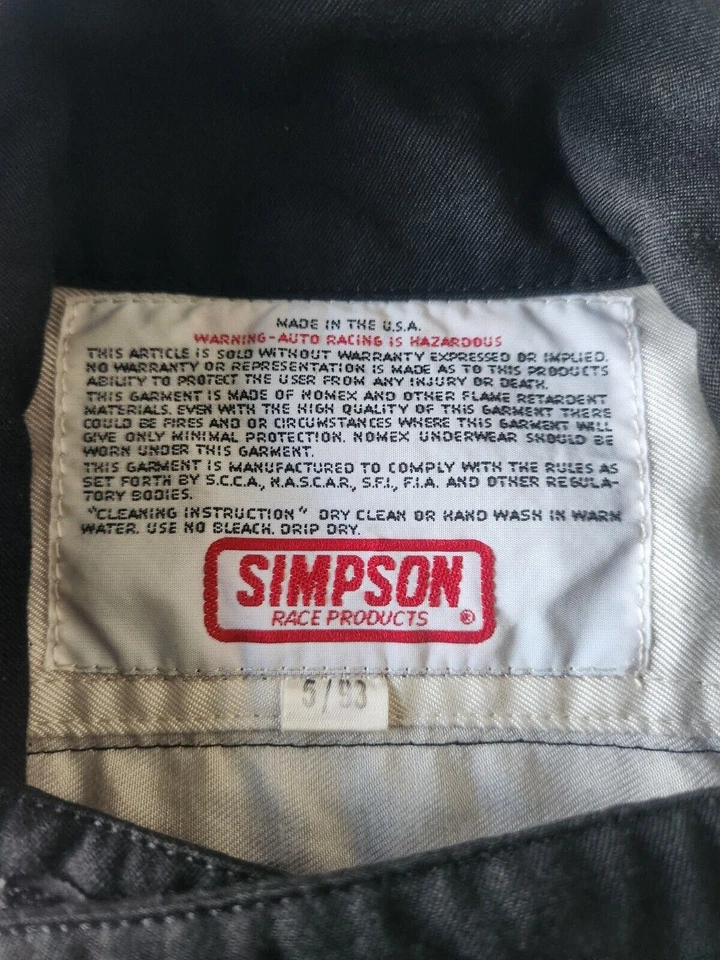 MADE IN THE U.S.A.
WARNING-AUTO RACING IS HAZARDOUS
THIS ARTICLE IS SOLD WITHOUT WARRANTY EXPRESSED OR IMPLIED.
NO WARRANTY OR REPRESENTATION IS MADE AS TO THIS PRODUCTS
ABILITY TO PROTECT THE USER FROM ANY INJURY OR DEATH.
THIS GARMENT IS MADE OF NOMEX AND OTHER FLAME RETARDENT
MATERIALS. EVEN WITH THE HIGH QUALITY OF THIS GARMENT THERE
COULD BE FIRES AND OR CIRCUMSTANCES WHERE THIS GARMENT WILL
GIVE ONLY MINIMAL PROTECTION. NOMEX UNDERWEAR SHOULD BE
WORN UNDER THIS GARMENT.
THIS GARMENT IS MANUFACTURED TO COMPLY WITH THE RULES AS
SET FORTH BY S.C.C.A., N.A.S.C.A.R., S.F.I., F.I.A. AND OTHER REGULA-
TORY BODIES.
"CLEANING INSTRUCTION" DRY CLEAN OR HAND WASH IN WARM
WATER. USE NO BLEACH. DRIP DRY.
SIMPSON
RACE PRODUCTS ®